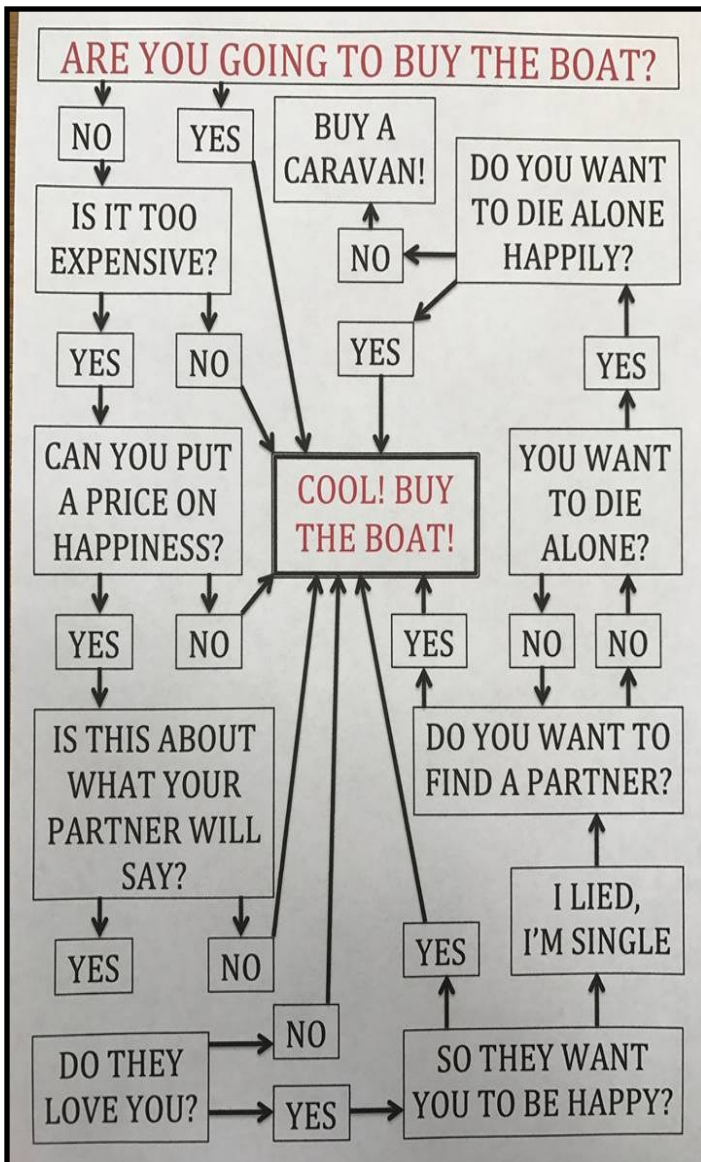 ARE YOU GOING TO BUY THE BOAT?
NO
YES
BUY A
CARAVAN!
DO YOU WANT
TO DIE ALONE
HAPPILY?
IS IT TOO
EXPENSIVE?
NO
YES
NO
YES
YES
CAN YOU PUT
A PRICE ON
HAPPINESS?
COOL! BUY
THE BOAT!
YOU WANT
TO DIE
ALONE?
YES
NO
YES
NO
NO
IS THIS ABOUT
WHAT YOUR
PARTNER WILL
SAY?
DO YOU WANT TO
FIND A PARTNER?
I LIED,
I'M SINGLE
YES
NO
YES
NO
DO THEY
LOVE YOU?
YES
SO THEY WANT
YOU TO BE HAPPY?